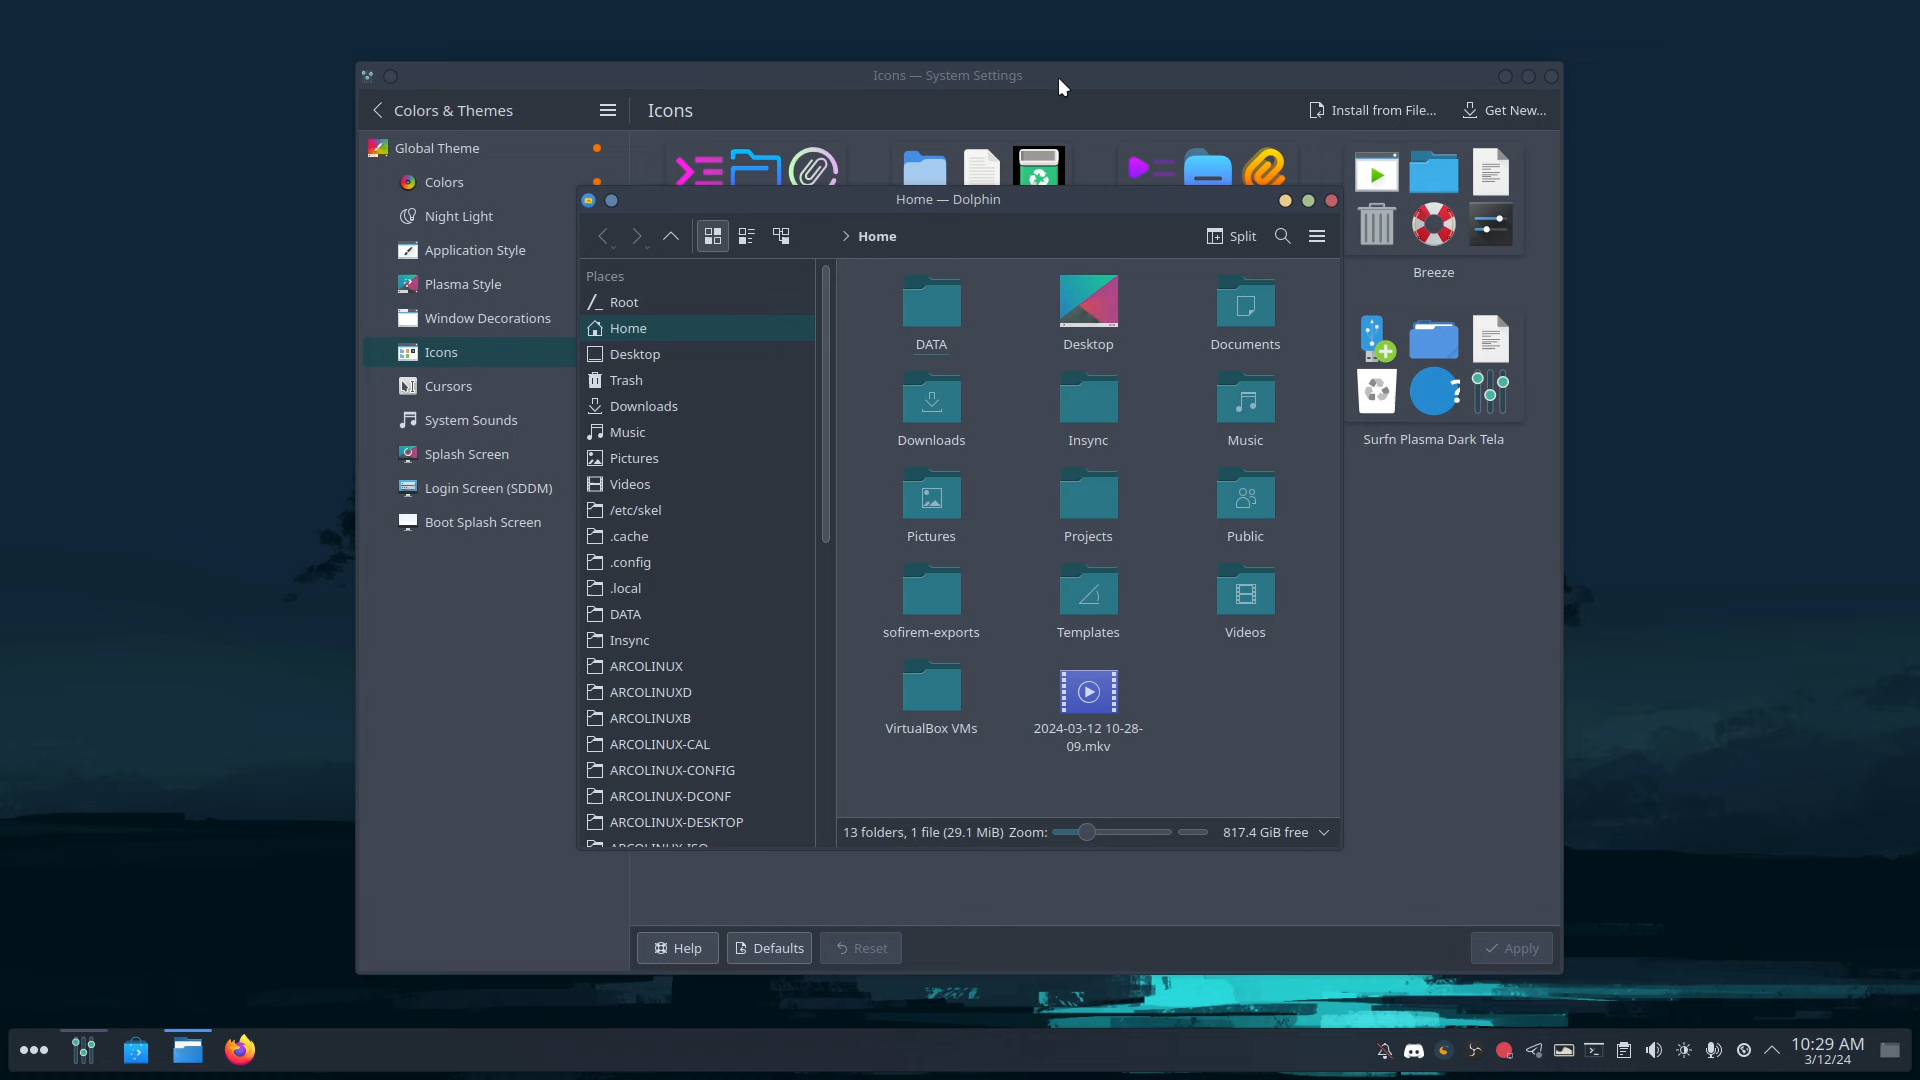 Icons — System Settings
Colors & Themes
Icons
Install from File...
Get New...
Global Theme
Colors
Night Light
Application Style
Plasma Style
Window Decorations
Icons
Cursors
System Sounds
Splash Screen
Login Screen (SDDM)
Boot Splash Screen
Breeze
Surfn Plasma Dark Tela
Home — Dolphin
Home
Split
Places
Root
Home
Desktop
Trash
Downloads
Music
Pictures
Videos
/etc/skel
.cache
.config
.local
DATA
Insync
ARCOLINUX
ARCOLINUXD
ARCOLINUXB
ARCOLINUX-CAL
ARCOLINUX-CONFIG
ARCOLINUX-DCONF
ARCOLINUX-DESKTOP
ARCOLINUX-ISO
DATA
Desktop
Documents
Downloads
Insync
Music
Pictures
Projects
Public
sofirem-exports
Templates
Videos
VirtualBox VMs
2024-03-12 10-28-
09.mkv
13 folders, 1 file (29.1 MiB)
Zoom:
817.4 GiB free
Help
Defaults
Reset
Apply
10:29 AM
3/12/24